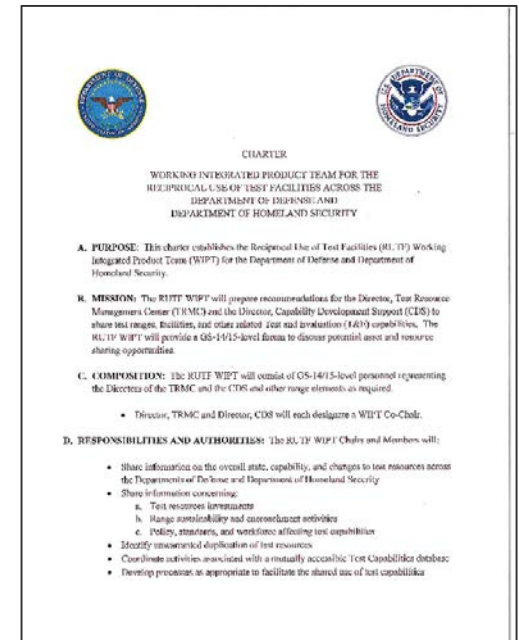 DEPARTMENT OF DEFENSE
U.S. DEPARTMENT OF
HOMELAND SECURITY
CHARTER
WORKING INTEGRATED PRODUCT TEAM FOR THE
RECIPROCAL USE OF TEST FACILITIES ACROSS THE
DEPARTMENT OF DEFENSE AND
DEPARTMENT OF HOMELAND SECURITY
A. PURPOSE: This charter establishes the Reciprocal Use of Test Facilities (RUTF) Working
Integrated Product Team (WIPT) for the Department of Defense and Department of
Homeland Security.
B. MISSION: The RUTF WIPT will prepare recommendations for the Director, Test Resource
Management Center (TRMC) and the Director, Capability Development Support (CDS) to
share test ranges, facilities, and other related Test and Evaluation (T&E) capabilities. The
RUTF WIPT will provide a GS-14/15-level forum to discuss potential asset and resource
sharing opportunities.
C. COMPOSITION: The RUTF WIPT will consist of GS-14/15-level personnel representing
the Directors of the TRMC and the CDS and other range elements as required.
• Director, TRMC and Director, CDS will each designate a WIPT Co-Chair.
D. RESPONSIBILITIES AND AUTHORITIES: The RUTF WIPT Chairs and Members will:
• Share information on the overall state, capability, and changes to test resources across
the Departments of Defense and Department of Homeland Security
• Share information concerning:
a. Test resources investments
b. Range sustainability and encroachment activities
c. Policy, standards, and workforce affecting test capabilities
• Identify unwarranted duplication of test resources
• Coordinate activities associated with a mutually accessible Test Capabilities database
• Develop processes as appropriate to facilitate the shared use of test capabilities